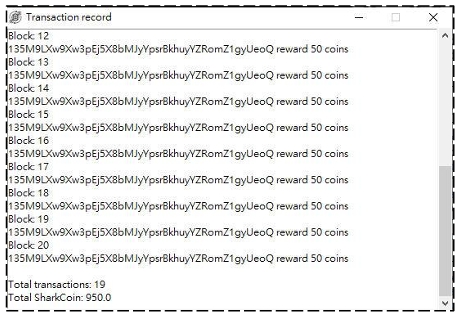 Transaction record
Block: 12
135M9LXw9Xw3pEj5X8bMJyYpsrBkhuyYZRomZ1gyUeoQ reward 50 coins
Block: 13
135M9LXw9Xw3pEj5X8bMJyYpsrBkhuyYZRomZ1gyUeoQ reward 50 coins
Block: 14
135M9LXw9Xw3pEj5X8bMJyYpsrBkhuyYZRomZ1gyUeoQ reward 50 coins
Block: 15
135M9LXw9Xw3pEj5X8bMJyYpsrBkhuyYZRomZ1gyUeoQ reward 50 coins
Block: 16
135M9LXw9Xw3pEj5X8bMJyYpsrBkhuyYZRomZ1gyUeoQ reward 50 coins
Block: 17
135M9LXw9Xw3pEj5X8bMJyYpsrBkhuyYZRomZ1gyUeoQ reward 50 coins
Block: 18
135M9LXw9Xw3pEj5X8bMJyYpsrBkhuyYZRomZ1gyUeoQ reward 50 coins
Block: 19
135M9LXw9Xw3pEj5X8bMJyYpsrBkhuyYZRomZ1gyUeoQ reward 50 coins
Block: 20
135M9LXw9Xw3pEj5X8bMJyYpsrBkhuyYZRomZ1gyUeoQ reward 50 coins
Total transactions: 19
Total SharkCoin: 950.0